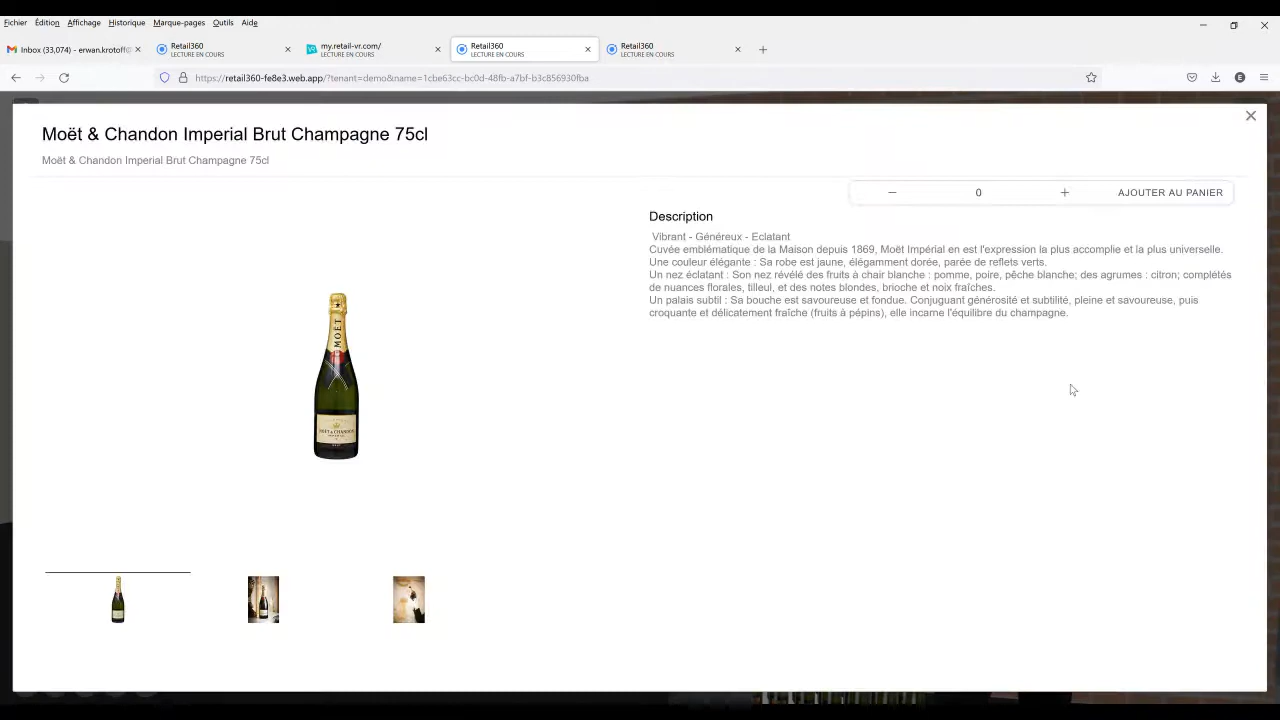 Fichier Édition Affichage Historique Marque-pages Outils Aide
Inbox (33,074) - erwan.krotoff@
Retail360
LECTURE EN COURS
my.retail-vr.com/
LECTURE EN COURS
Retail360
LECTURE EN COURS
Retail360
LECTURE EN COURS
https://retail360-fe8e3.web.app/?tenant=demo&name=1cbe63cc-bc0d-48fb-a7bf-b3c856930fba
E
Moët & Chandon Imperial Brut Champagne 75cl
Moët & Chandon Imperial Brut Champagne 75cl
0
AJOUTER AU PANIER
Description
Vibrant - Généreux - Eclatant
Cuvée emblématique de la Maison depuis 1869, Moët Impérial en est l'expression la plus accomplie et la plus universelle.
Une couleur élégante : Sa robe est jaune, élégamment dorée, parée de reflets verts.
Un nez éclatant : Son nez révélé des fruits à chair blanche : pomme, poire, pêche blanche; des agrumes : citron; complétés
de nuances florales, tilleul, et des notes blondes, brioche et noix fraîches.
Un palais subtil : Sa bouche est savoureuse et fondue. Conjuguant générosité et subtilité, pleine et savoureuse, puis
croquante et délicatement fraîche (fruits à pépins), elle incarne l'équilibre du champagne.
MOËT
MOËT & CHANDON